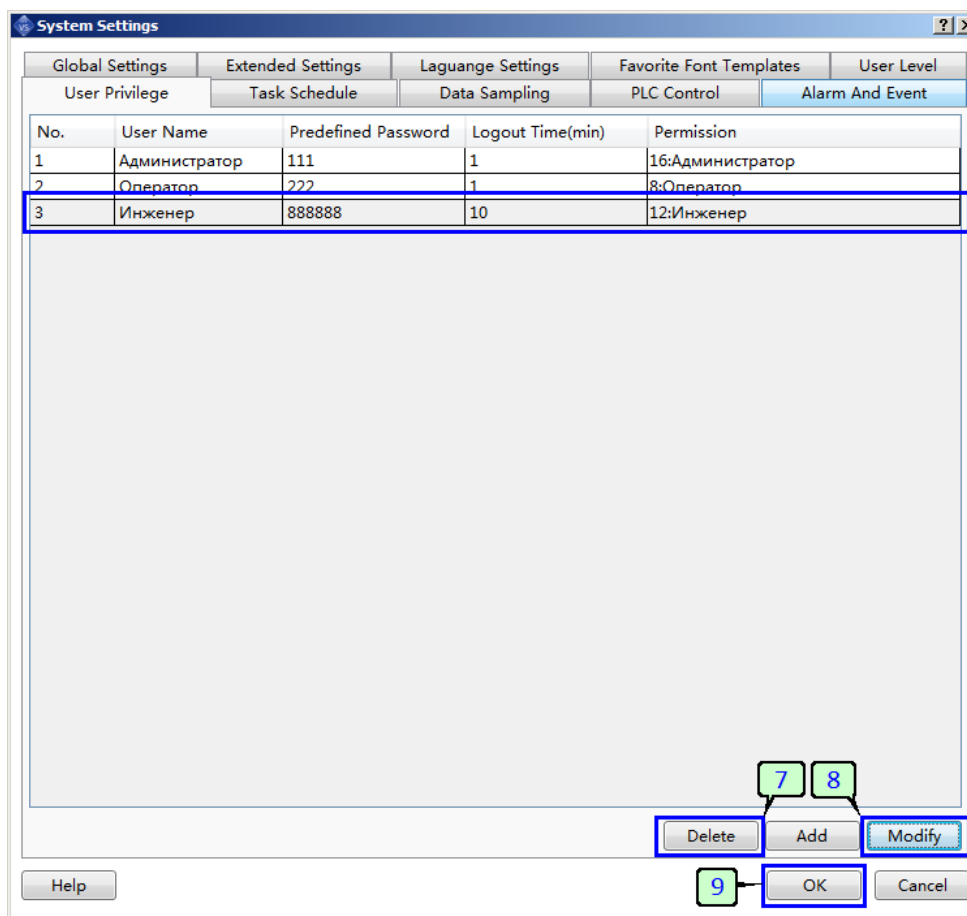 System Settings
Global Settings Extended Settings Laguange Settings Favorite Font Templates User Level
User Privilege Task Schedule Data Sampling PLC Control Alarm And Event
No. User Name Predefined Password Logout Time(min) Permission
1 Администратор 111 1 16:Администратор
2 Оператор 222 1 8:Оператор
3 Инженер 888888 10 12:Инженер
7 8
Delete Add Modify
Help 9 OK Cancel